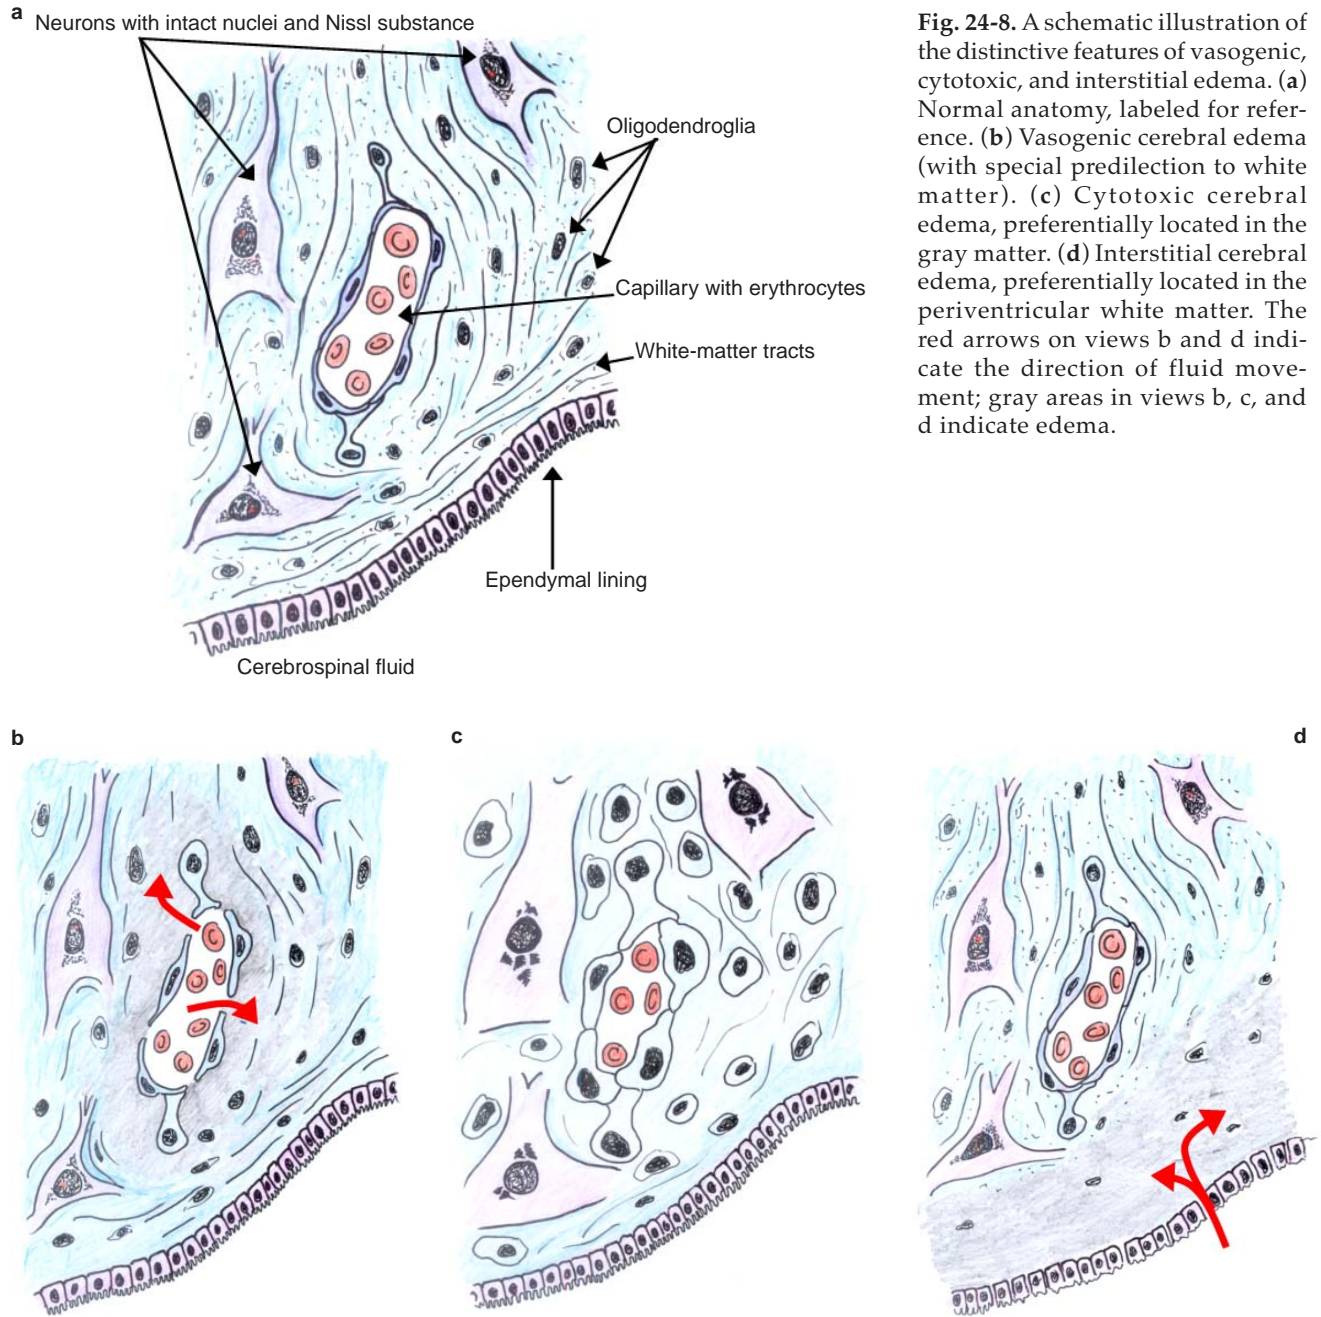 a
Neurons with intact nuclei and Nissl substance
Oligodendroglia
Capillary with erythrocytes
White-matter tracts
Ependymal lining
Cerebrospinal fluid
Fig. 24-8. A schematic illustration of
the distinctive features of vasogenic,
cytotoxic, and interstitial edema. (a)
Normal anatomy, labeled for refer-
ence. (b) Vasogenic cerebral edema
(with special predilection to white
matter). (c) Cytotoxic cerebral
edema, preferentially located in the
gray matter. (d) Interstitial cerebral
edema, preferentially located in the
periventricular white matter. The
red arrows on views b and d indi-
cate the direction of fluid move-
ment; gray areas in views b, c, and
d indicate edema.
b
c
d